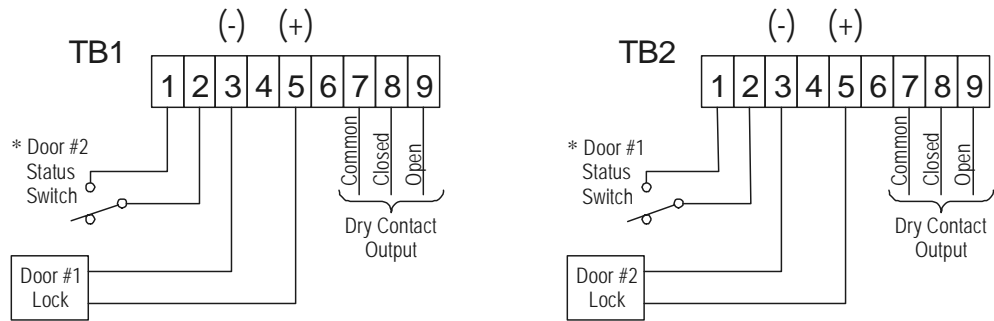 (-) (+)
TB1
1 2 3 4 5 6 7 8 9
* Door #2
Status
Switch
Common
Closed
Open
Dry Contact
Output
Door #1
Lock
(-) (+)
TB2
1 2 3 4 5 6 7 8 9
* Door #1
Status
Switch
Common
Closed
Open
Dry Contact
Output
Door #2
Lock